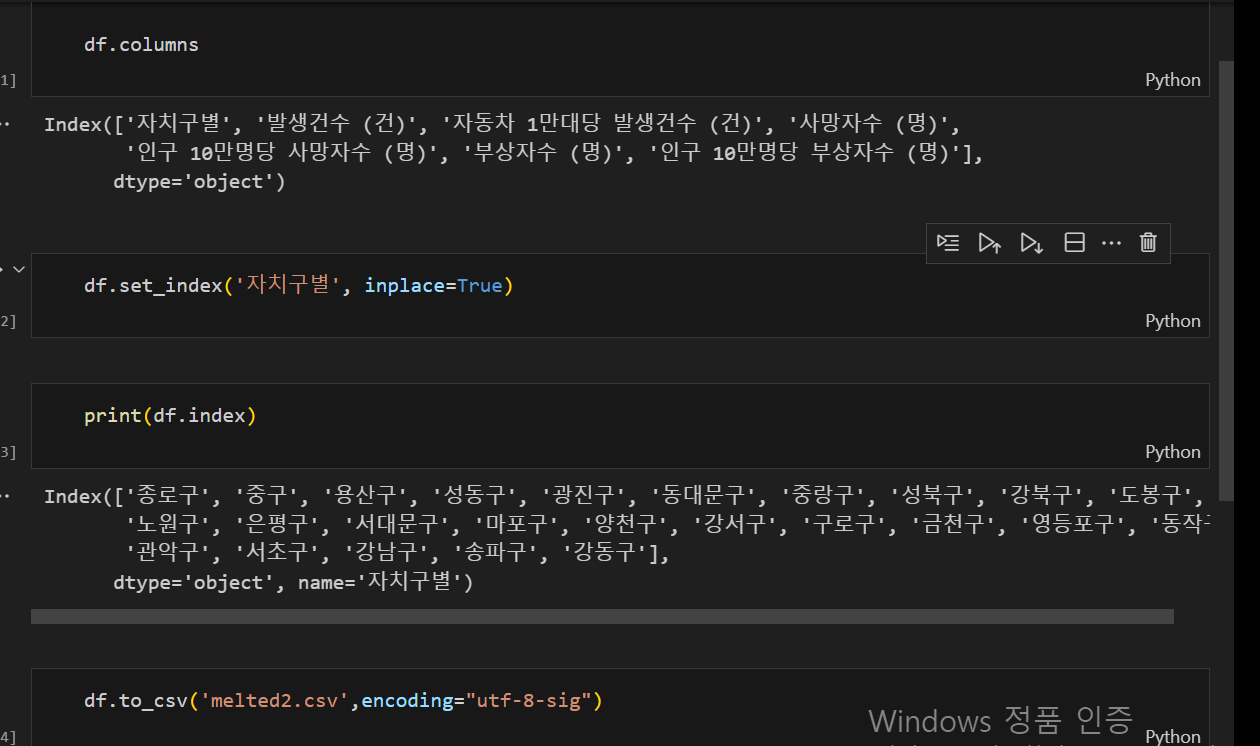 df.columns
1]
Python
Index(['자치구별', '발생건수 (건)', '자동차 1만대당 발생건수 (건)', '사망자수 (명)',
'인구 10만명당 사망자수 (명)', '부상자수 (명)', '인구 10만명당 부상자수 (명)'],
dtype='object')
df.set_index('자치구별', inplace=True)
2]
Python
print(df.index)
3]
Python
Index(['종로구', '중구', '용산구', '성동구', '광진구', '동대문구', '중랑구', '성북구', '강북구', '도봉구',
'노원구', '은평구', '서대문구', '마포구', '양천구', '강서구', '구로구', '금천구', '영등포구', '동작
'관악구', '서초구', '강남구', '송파구', '강동구'],
dtype='object', name='자치구별')
df.to_csv('melted2.csv',encoding="utf-8-sig")
Windows 정품 인증
4]
Python